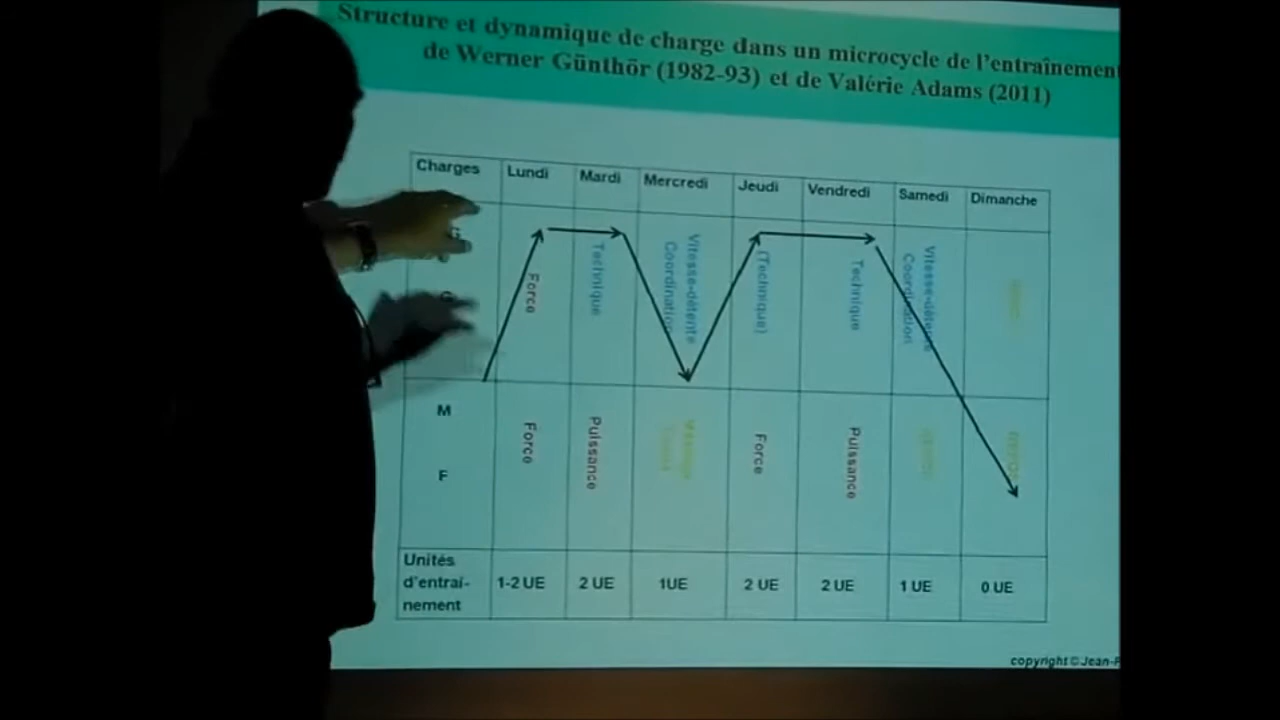 Structure et dynamique de charge dans un microcycle de l'entraînement
de Werner Günthör (1982-93) et de Valérie Adams (2011)
Charges Lundi Mardi Mercredi Jeudi Vendredi Samedi Dimanche
G
Force
Technique
Vitesse-détente
Coordination
(Technique)
Technique
Vitesse-détente
Coordination
M
F
Force
Puissance
Force
Puissance
Unités
d'entraî-
nement
1-2 UE 2 UE 1UE 2 UE 2 UE 1 UE 0 UE
copyright © Jean-P